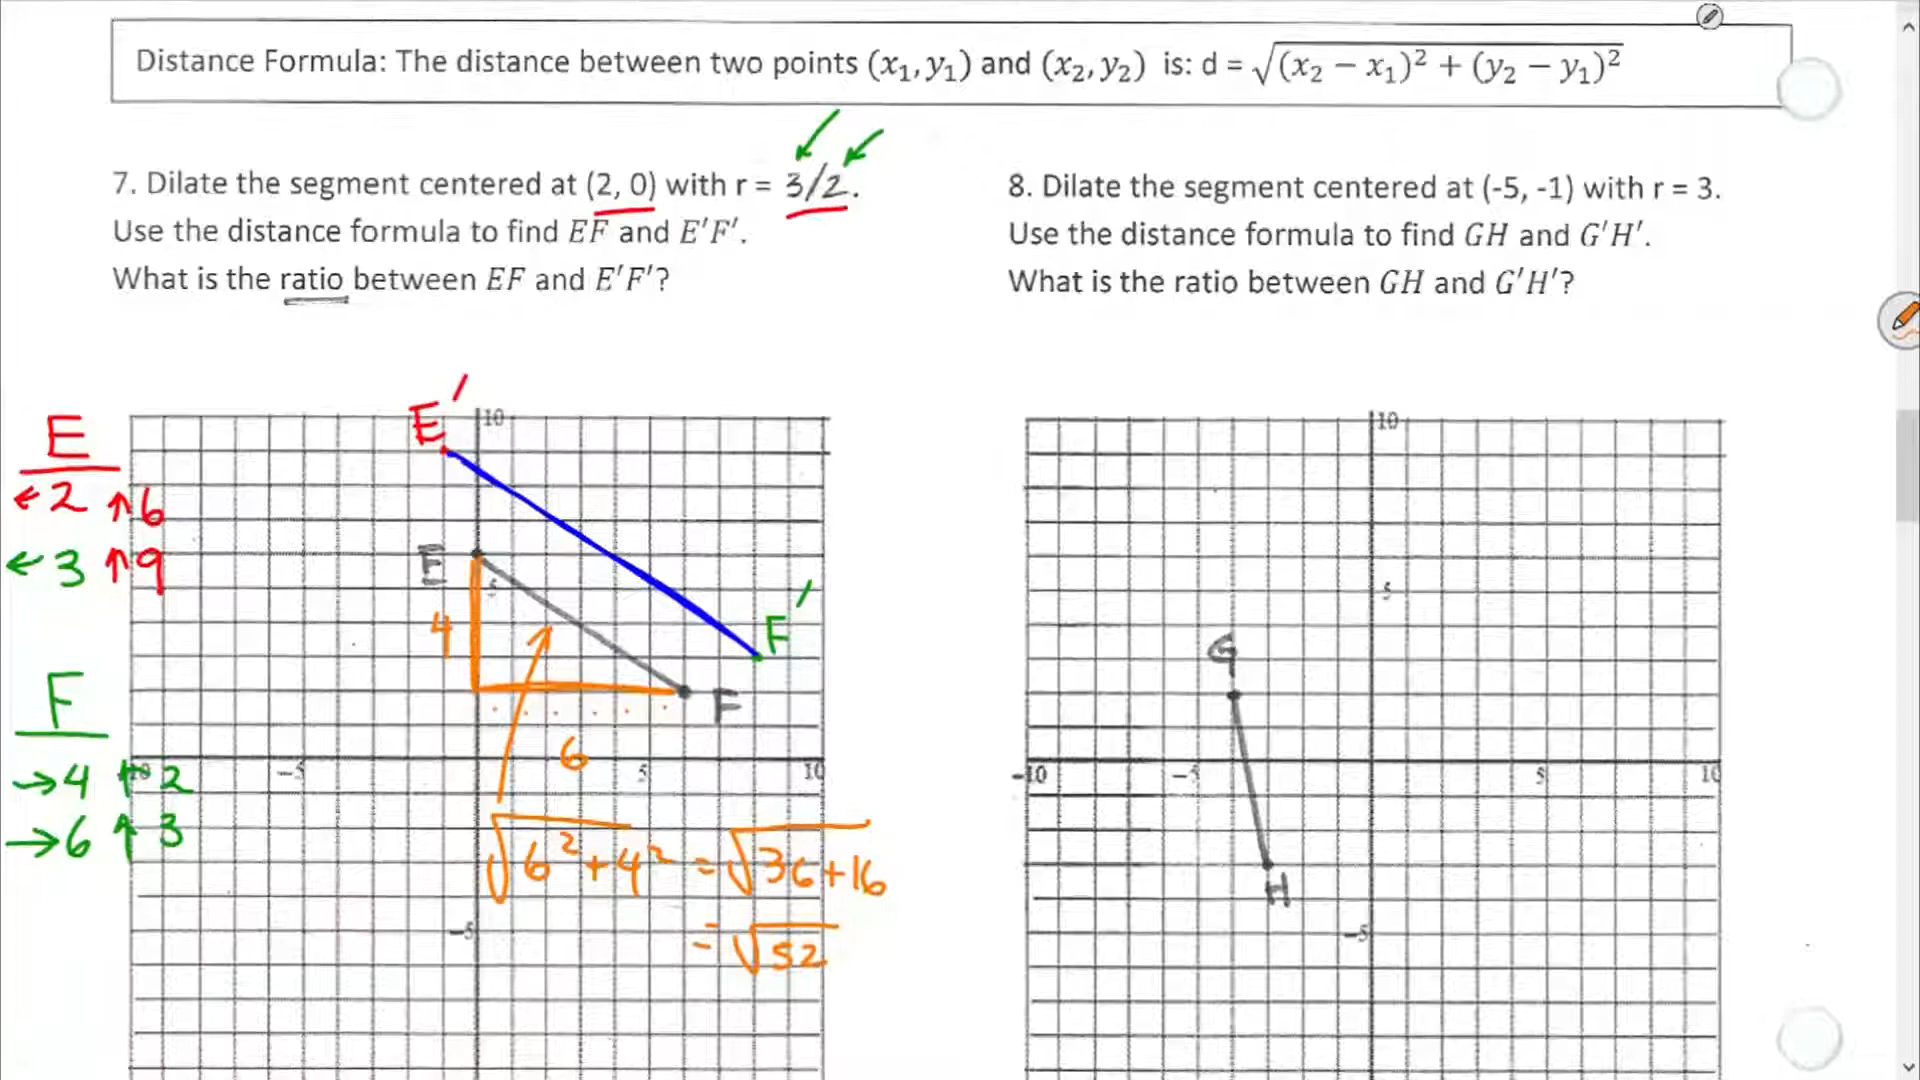 Distance Formula: The distance between two points (x₁, y₁) and (x₂, y₂) is: d = √(x₂ − x₁)² + (y₂ − y₁)²
7. Dilate the segment centered at (2, 0) with r = 3/2.
Use the distance formula to find EF and E′F′.
What is the ratio between EF and E′F′?
8. Dilate the segment centered at (-5, -1) with r = 3.
Use the distance formula to find GH and G′H′.
What is the ratio between GH and G′H′?
E
←2 ↑6
←3 ↑9
F
→4 ↑2
→6 ↑3
E′
10
E
5
4
F′
F
6
-10
-5
5
10
√6²+4² = √36+16
= √52
-5
10
5
G
-10
-5
5
10
H
-5